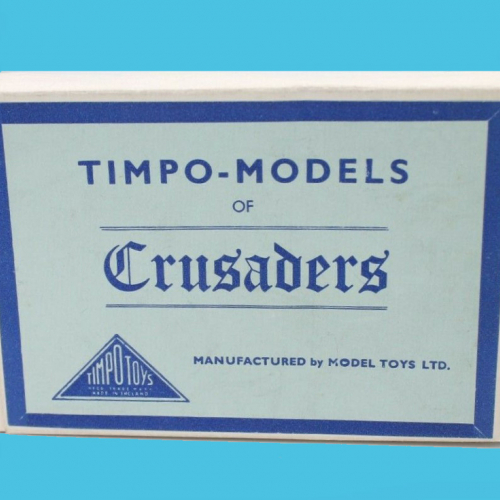 TIMPO-MODELS
OF
Crusaders
TIMPO TOYS
MADE IN ENGLAND
MANUFACTURED by MODEL TOYS LTD.